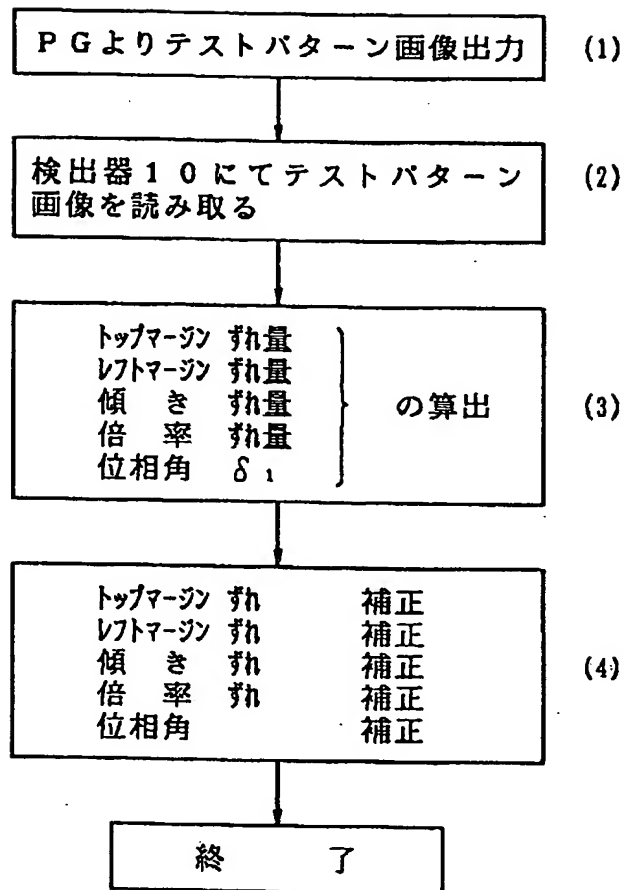 PGよりテストパターン画像出力 (1)
検出器10にてテストパターン (2)
画像を読み取る
トップマージン ずれ量
レフトマージン ずれ量
傾き ずれ量 の算出 (3)
倍率 ずれ量
位相角 δ1
トップマージン ずれ 補正
レフトマージン ずれ 補正
傾き ずれ 補正 (4)
倍率 ずれ 補正
位相角 補正
終了